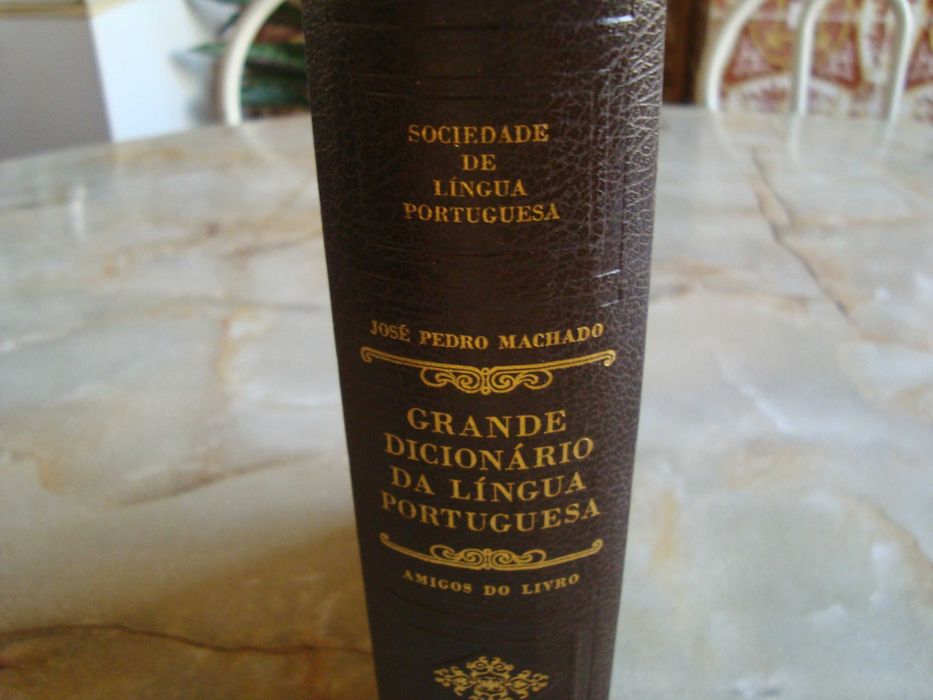 SOCIEDADE
DE
LÍNGUA
PORTUGUESA
JOSÉ PEDRO MACHADO
GRANDE
DICIONÁRIO
DA LÍNGUA
PORTUGUESA
AMIGOS DO LIVRO